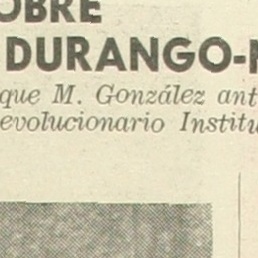 OBRE
DURANGO-
que M. González ant
evolucionario Institu